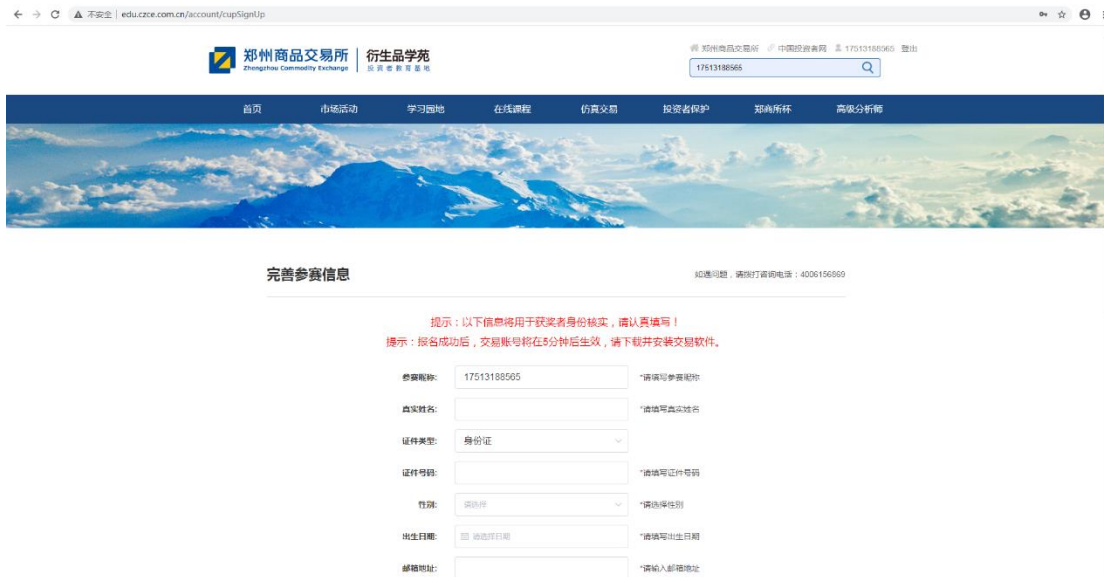 不安全 | edu.czce.com.cn/account/cupSignUp
郑州商品交易所 衍生品学苑
Zhengzhou Commodity Exchange 投资者教育基地
郑州商品交易所 中国投资者网 17513188565 登出
17513188565
首页 市场活动 学习园地 在线课程 仿真交易 投资者保护 郑商所杯 高级分析师
完善参赛信息
如遇问题，请拨打咨询电话：4006156869
提示：以下信息将用于获奖者身份核实，请认真填写！
提示：报名成功后，交易账号将在5分钟后生效，请下载并安装交易软件。
参赛昵称: 17513188565 *请填写参赛昵称
真实姓名: *请填写真实姓名
证件类型: 身份证
证件号码: *请填写证件号码
性别: 请选择 *请选择性别
出生日期: 请选择日期 *请填写出生日期
邮箱地址: *请输入邮箱地址